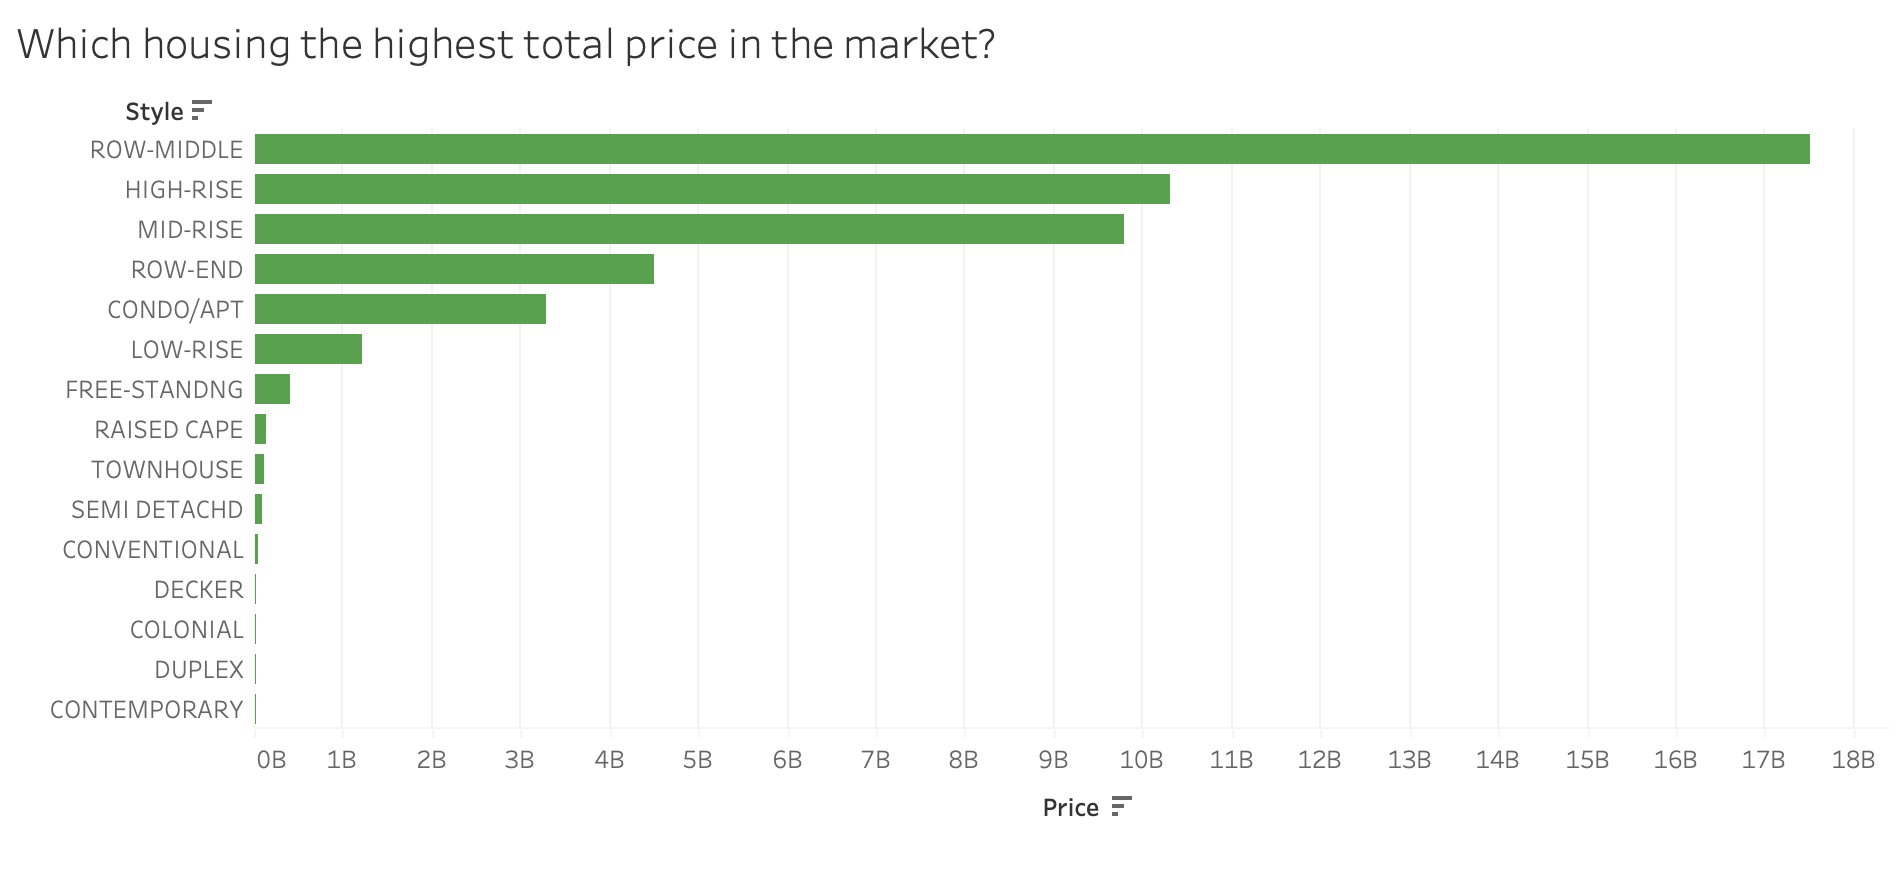 Which housing the highest total price in the market?
Style
ROW-MIDDLE
HIGH-RISE
MID-RISE
ROW-END
CONDO/APT
LOW-RISE
FREE-STANDNG
RAISED CAPE
TOWNHOUSE
SEMI DETACHD
CONVENTIONAL
DECKER
COLONIAL
DUPLEX
CONTEMPORARY
0B 1B 2B 3B 4B 5B 6B 7B 8B 9B 10B 11B 12B 13B 14B 15B 16B 17B 18B
Price